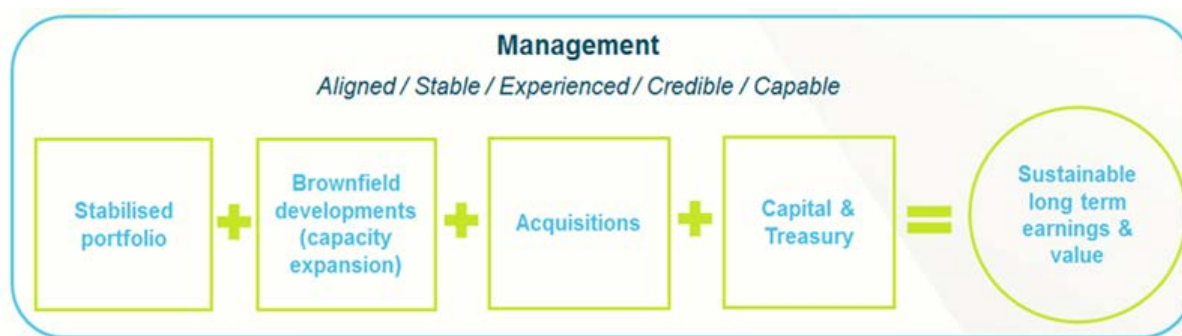 Management
Aligned / Stable / Experienced / Credible / Capable
Stabilised
portfolio
+
Brownfield
developments
(capacity
expansion)
+
Acquisitions
+
Capital &
Treasury
=
Sustainable
long term
earnings &
value